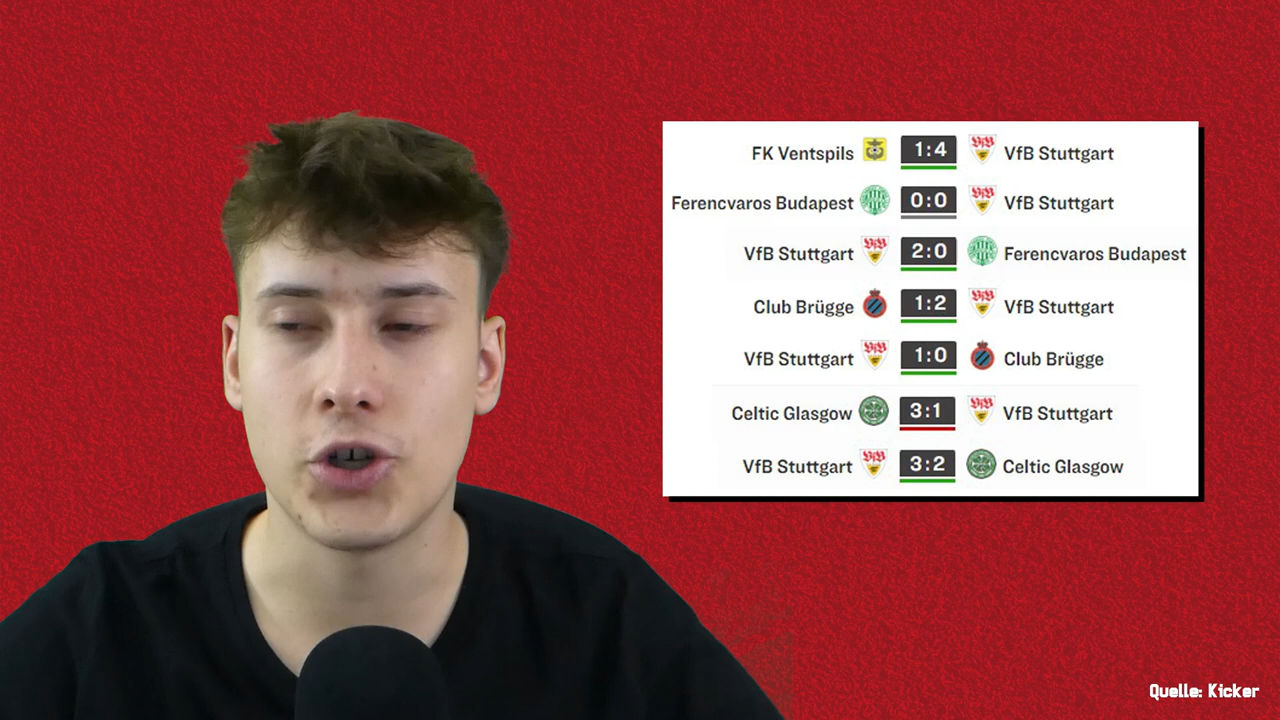 FK Ventspils 1:4 VfB Stuttgart
Ferencvaros Budapest 0:0 VfB Stuttgart
VfB Stuttgart 2:0 Ferencvaros Budapest
Club Brügge 1:2 VfB Stuttgart
VfB Stuttgart 1:0 Club Brügge
Celtic Glasgow 3:1 VfB Stuttgart
VfB Stuttgart 3:2 Celtic Glasgow
Quelle: Kicker